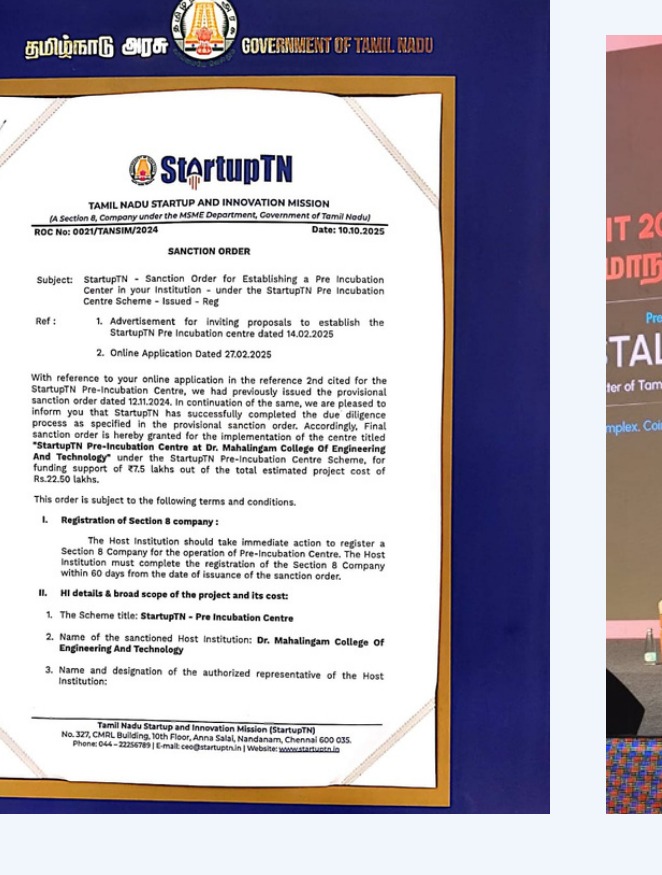 தமிழ்நாடு அரசு
GOVERNMENT OF TAMIL NADU
StartupTN
TAMIL NADU STARTUP AND INNOVATION MISSION
(A Section 8, Company under the MSME Department, Government of Tamil Nadu)
ROC No: 0021/TANSIM/2024 Date: 10.10.2025
SANCTION ORDER
Subject: StartupTN - Sanction Order for Establishing a Pre Incubation
Center in your Institution - under the StartupTN Pre Incubation
Centre Scheme - Issued - Reg
Ref : 1. Advertisement for inviting proposals to establish the
StartupTN Pre Incubation centre dated 14.02.2025
2. Online Application Dated 27.02.2025
With reference to your online application in the reference 2nd cited for the
StartupTN Pre-Incubation Centre, we had previously issued the provisional
sanction order dated 12.11.2024. In continuation of the same, we are pleased to
inform you that StartupTN has successfully completed the due diligence
process as specified in the provisional sanction order. Accordingly, Final
sanction order is hereby granted for the implementation of the centre titled
"StartupTN Pre-Incubation Centre at Dr. Mahalingam College Of Engineering
And Technology" under the StartupTN Pre-Incubation Centre Scheme, for
funding support of ₹7.5 lakhs out of the total estimated project cost of
Rs.22.50 lakhs.
This order is subject to the following terms and conditions.
I. Registration of Section 8 company :
The Host Institution should take immediate action to register a
Section 8 Company for the operation of Pre-Incubation Centre. The Host
Institution must complete the registration of the Section 8 Company
within 60 days from the date of issuance of the sanction order.
II. HI details & broad scope of the project and its cost:
1. The Scheme title: StartupTN - Pre Incubation Centre
2. Name of the sanctioned Host Institution: Dr. Mahalingam College Of
Engineering And Technology
3. Name and designation of the authorized representative of the Host
Institution:
Tamil Nadu Startup and Innovation Mission (StartupTN)
No. 327, CMRL Building, 10th Floor, Anna Salai, Nandanam, Chennai 600 035.
Phone: 044 – 22256789 | E-mail: ceo@startuptn.in | Website: www.startuptn.in
IT 20
மாந
Pre
STAL
ter of Tam
mplex. Coi